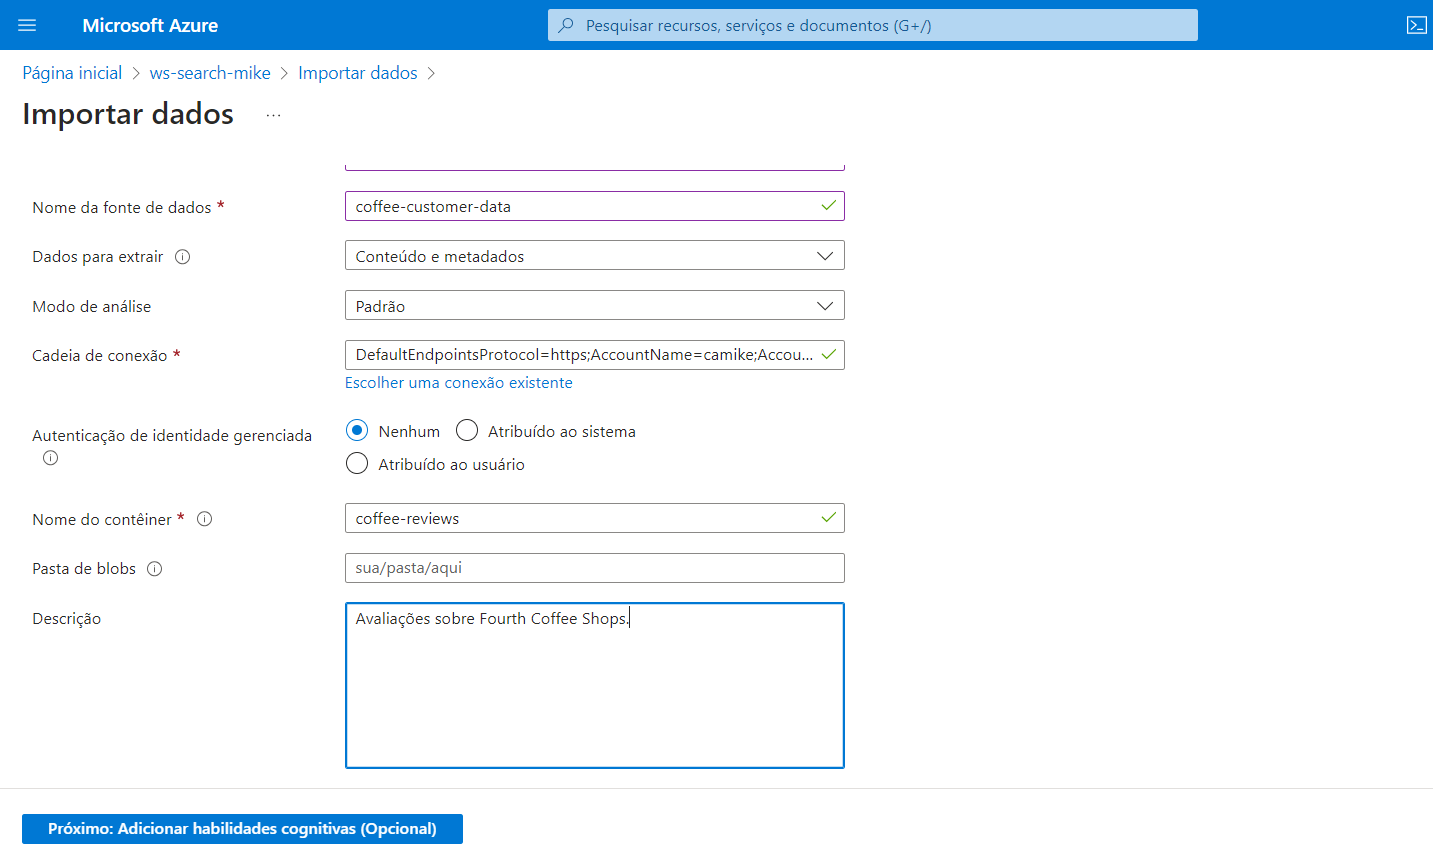 Microsoft Azure
Pesquisar recursos, serviços e documentos (G+/)
Página inicial > ws-search-mike > Importar dados >
Importar dados ...
Nome da fonte de dados *
coffee-customer-data
Dados para extrair
Conteúdo e metadados
Modo de análise
Padrão
Cadeia de conexão *
DefaultEndpointsProtocol=https;AccountName=camike;Accou...
Escolher uma conexão existente
Autenticação de identidade gerenciada
Nenhum
Atribuído ao sistema
Atribuído ao usuário
Nome do contêiner *
coffee-reviews
Pasta de blobs
sua/pasta/aqui
Descrição
Avaliações sobre Fourth Coffee Shops.
Próximo: Adicionar habilidades cognitivas (Opcional)